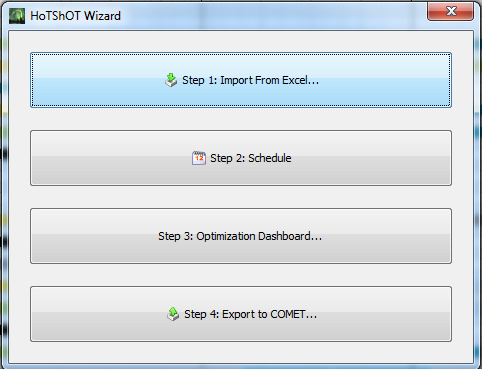 HoTShOT Wizard
Step 1: Import From Excel...
12
Step 2: Schedule
Step 3: Optimization Dashboard...
Step 4: Export to COMET...